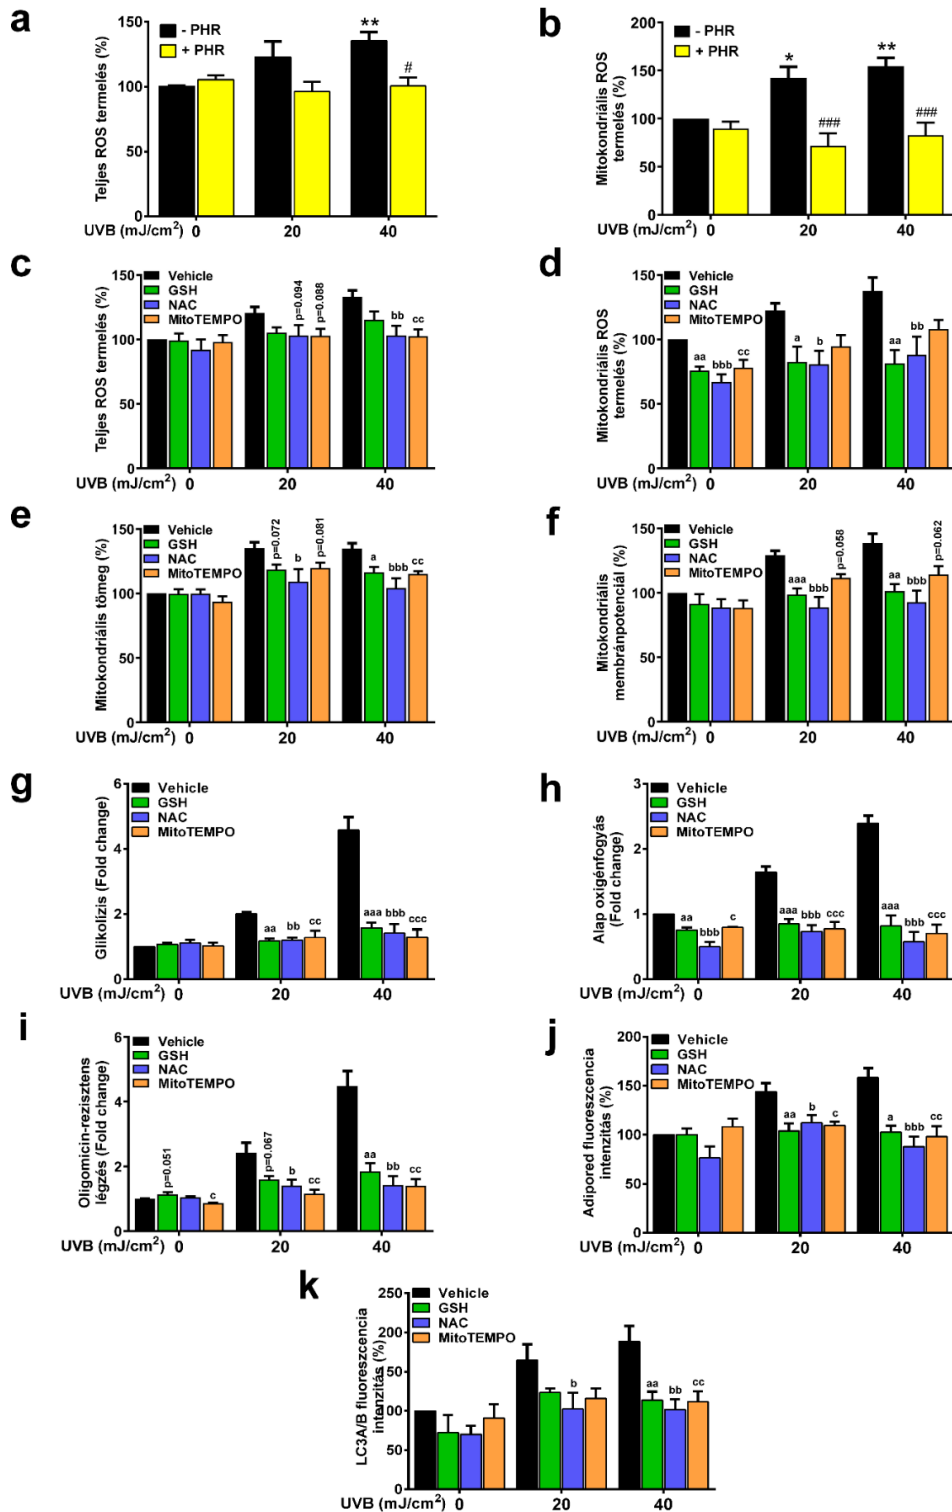 a
Teljes ROS termelés (%)
150
100
50
0
- PHR
+ PHR
**
#
UVB (mJ/cm²)
0
20
40
b
Mitokondriális ROS
termelés (%)
200
150
100
50
0
- PHR
+ PHR
*
**
###
###
UVB (mJ/cm²)
0
20
40
c
Teljes ROS termelés (%)
150
100
50
0
Vehicle
GSH
NAC
MitoTEMPO
p=0.094
p=0.088
bb
cc
UVB (mJ/cm²)
0
20
40
d
Mitokondriális ROS
termelés (%)
150
100
50
0
Vehicle
GSH
NAC
MitoTEMPO
aa
bbb
cc
a
b
aa
bb
UVB (mJ/cm²)
0
20
40
e
Mitokondriális tömeg (%)
150
100
50
0
Vehicle
GSH
NAC
MitoTEMPO
p=0.072
b
p=0.081
a
bbb
cc
UVB (mJ/cm²)
0
20
40
f
Mitokondriális
membránpotenciál (%)
150
100
50
0
Vehicle
GSH
NAC
MitoTEMPO
aaa
bbb
p=0.058
aa
bbb
p=0.062
UVB (mJ/cm²)
0
20
40
g
Glikolízis (Fold change)
6
4
2
0
Vehicle
GSH
NAC
MitoTEMPO
aa
bb
cc
aaa
bbb
ccc
UVB (mJ/cm²)
0
20
40
h
Alap oxigénfogyás
(Fold change)
3
2
1
0
Vehicle
GSH
NAC
MitoTEMPO
aa
bbb
c
aaa
bbb
ccc
aaa
bbb
ccc
UVB (mJ/cm²)
0
20
40
i
Oligomicin-rezisztens
légzés (Fold change)
6
4
2
0
Vehicle
GSH
NAC
MitoTEMPO
p=0.051
c
p=0.067
b
cc
aa
bb
cc
UVB (mJ/cm²)
0
20
40
j
Adipored fluoreszcencia
intenzitás (%)
200
150
100
50
0
Vehicle
GSH
NAC
MitoTEMPO
aa
b
c
a
bbb
cc
UVB (mJ/cm²)
0
20
40
k
LC3A/B fluoreszcencia
intenzitás (%)
250
200
150
100
50
0
Vehicle
GSH
NAC
MitoTEMPO
b
aa
bb
cc
UVB (mJ/cm²)
0
20
40